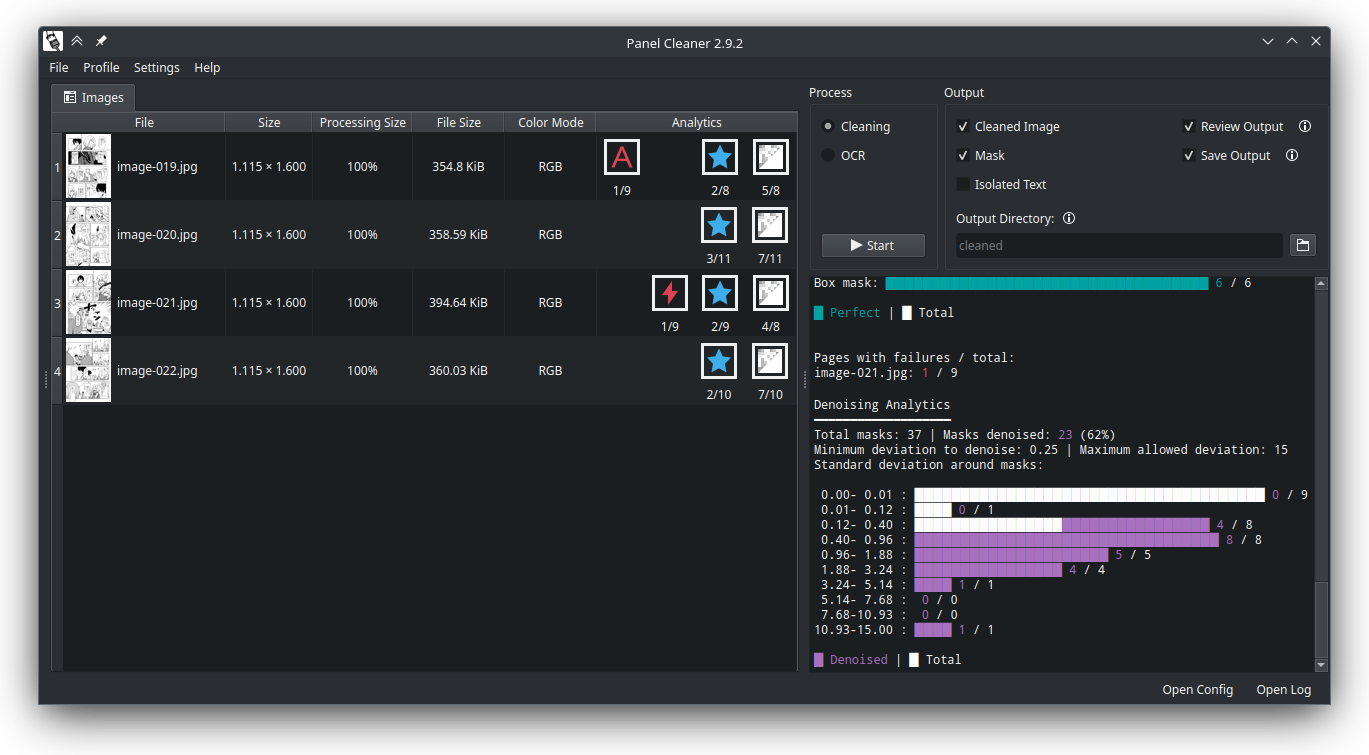 Panel Cleaner 2.9.2
File Profile Settings Help
Images
File Size Processing Size File Size Color Mode Analytics
1 image-019.jpg 1.115 × 1.600 100% 354.8 KiB RGB A
1/9 2/8 5/8
2 image-020.jpg 1.115 × 1.600 100% 358.59 KiB RGB
3/11 7/11
3 image-021.jpg 1.115 × 1.600 100% 394.64 KiB RGB
1/9 2/9 4/8
4 image-022.jpg 1.115 × 1.600 100% 360.03 KiB RGB
2/10 7/10
Process
Cleaning
OCR
Start
Output
Cleaned Image Review Output
Mask Save Output
Isolated Text
Output Directory:
cleaned
Box mask: 6 / 6
Perfect | Total
Pages with failures / total:
image-021.jpg: 1 / 9
Denoising Analytics
Total masks: 37 | Masks denoised: 23 (62%)
Minimum deviation to denoise: 0.25 | Maximum allowed deviation: 15
Standard deviation around masks:
0.00- 0.01 : 0 / 9
0.01- 0.12 : 0 / 1
0.12- 0.40 : 4 / 8
0.40- 0.96 : 8 / 8
0.96- 1.88 : 5 / 5
1.88- 3.24 : 4 / 4
3.24- 5.14 : 1 / 1
5.14- 7.68 : 0 / 0
7.68-10.93 : 0 / 0
10.93-15.00 : 1 / 1
Denoised | Total
Open Config Open Log